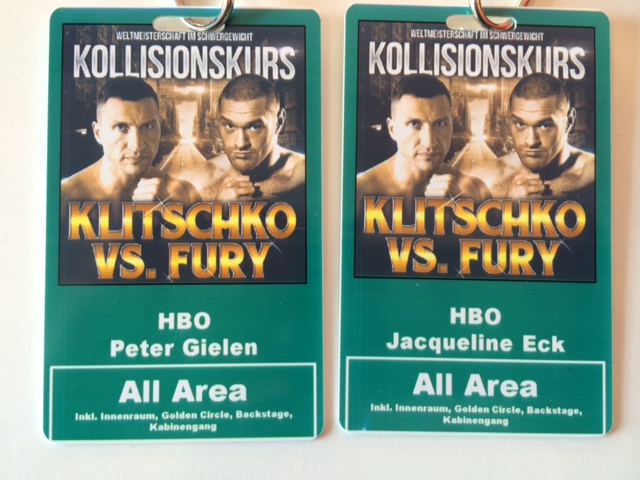 WELTMEISTERSCHAFT IM SCHWERGEWICHT
KOLLISIONSKURS
KLITSCHKO
VS. FURY
HBO
Peter Gielen
All Area
Inkl. Innenraum, Golden Circle, Backstage,
Kabinengang
WELTMEISTERSCHAFT IM SCHWERGEWICHT
KOLLISIONSKURS
KLITSCHKO
VS. FURY
HBO
Jacqueline Eck
All Area
Inkl. Innenraum, Golden Circle, Backstage,
Kabinengang